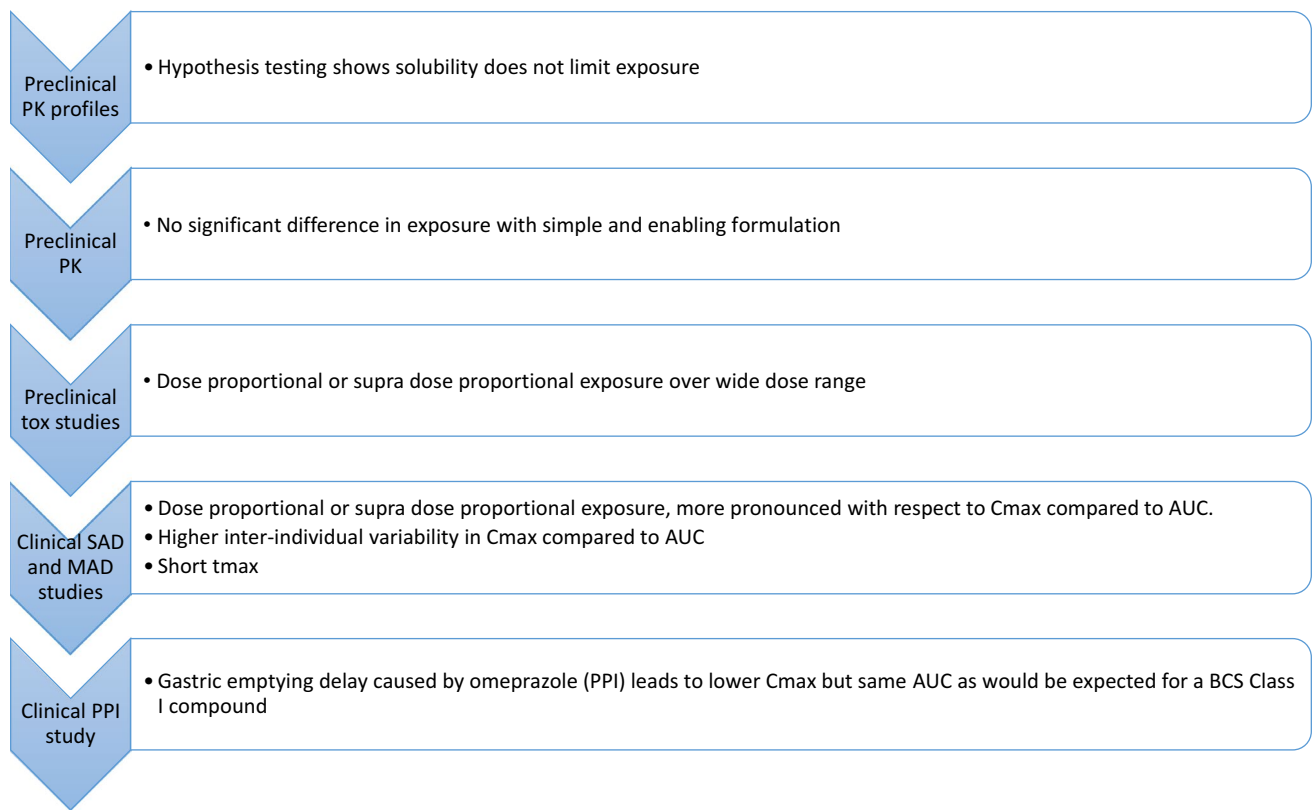 Preclinical
PK profiles
• Hypothesis testing shows solubility does not limit exposure
Preclinical
PK
• No significant difference in exposure with simple and enabling formulation
Preclinical
tox studies
• Dose proportional or supra dose proportional exposure over wide dose range
Clinical SAD
and MAD
studies
• Dose proportional or supra dose proportional exposure, more pronounced with respect to Cmax compared to AUC.
• Higher inter-individual variability in Cmax compared to AUC
• Short tmax
Clinical PPI
study
• Gastric emptying delay caused by omeprazole (PPI) leads to lower Cmax but same AUC as would be expected for a BCS Class
I compound